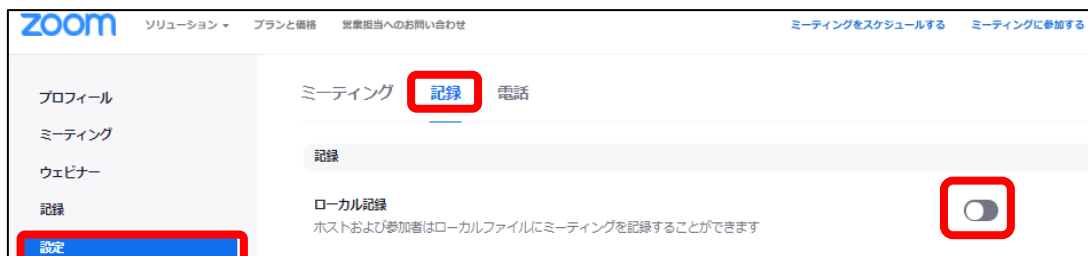 zoom ソリューション プランと価格 営業担当へのお問い合わせ ミーティングをスケジュールする ミーティングに参加する
プロフィール
ミーティング
ウェビナー
記録
設定
ミーティング 記録 電話
記録
ローカル記録
ホストおよび参加者はローカルファイルにミーティングを記録することができます